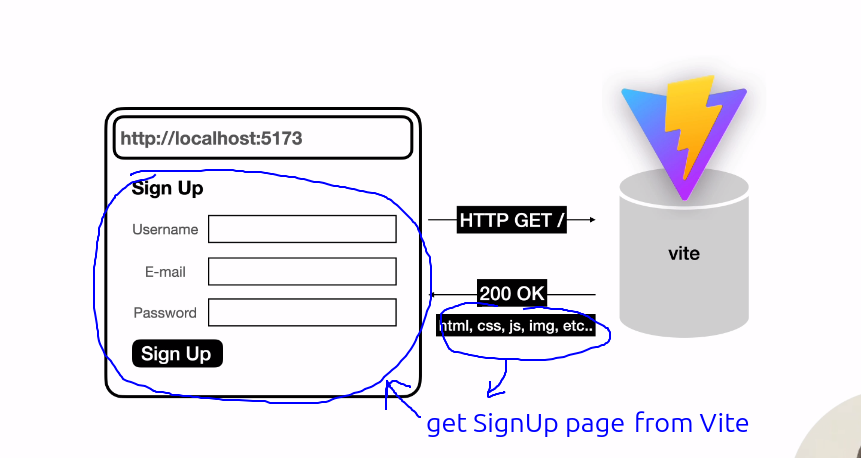 http://localhost:5173
Sign Up
Username
E-mail
Password
Sign Up
HTTP GET /
200 OK
html, css, js, img, etc..
vite
get SignUp page from Vite